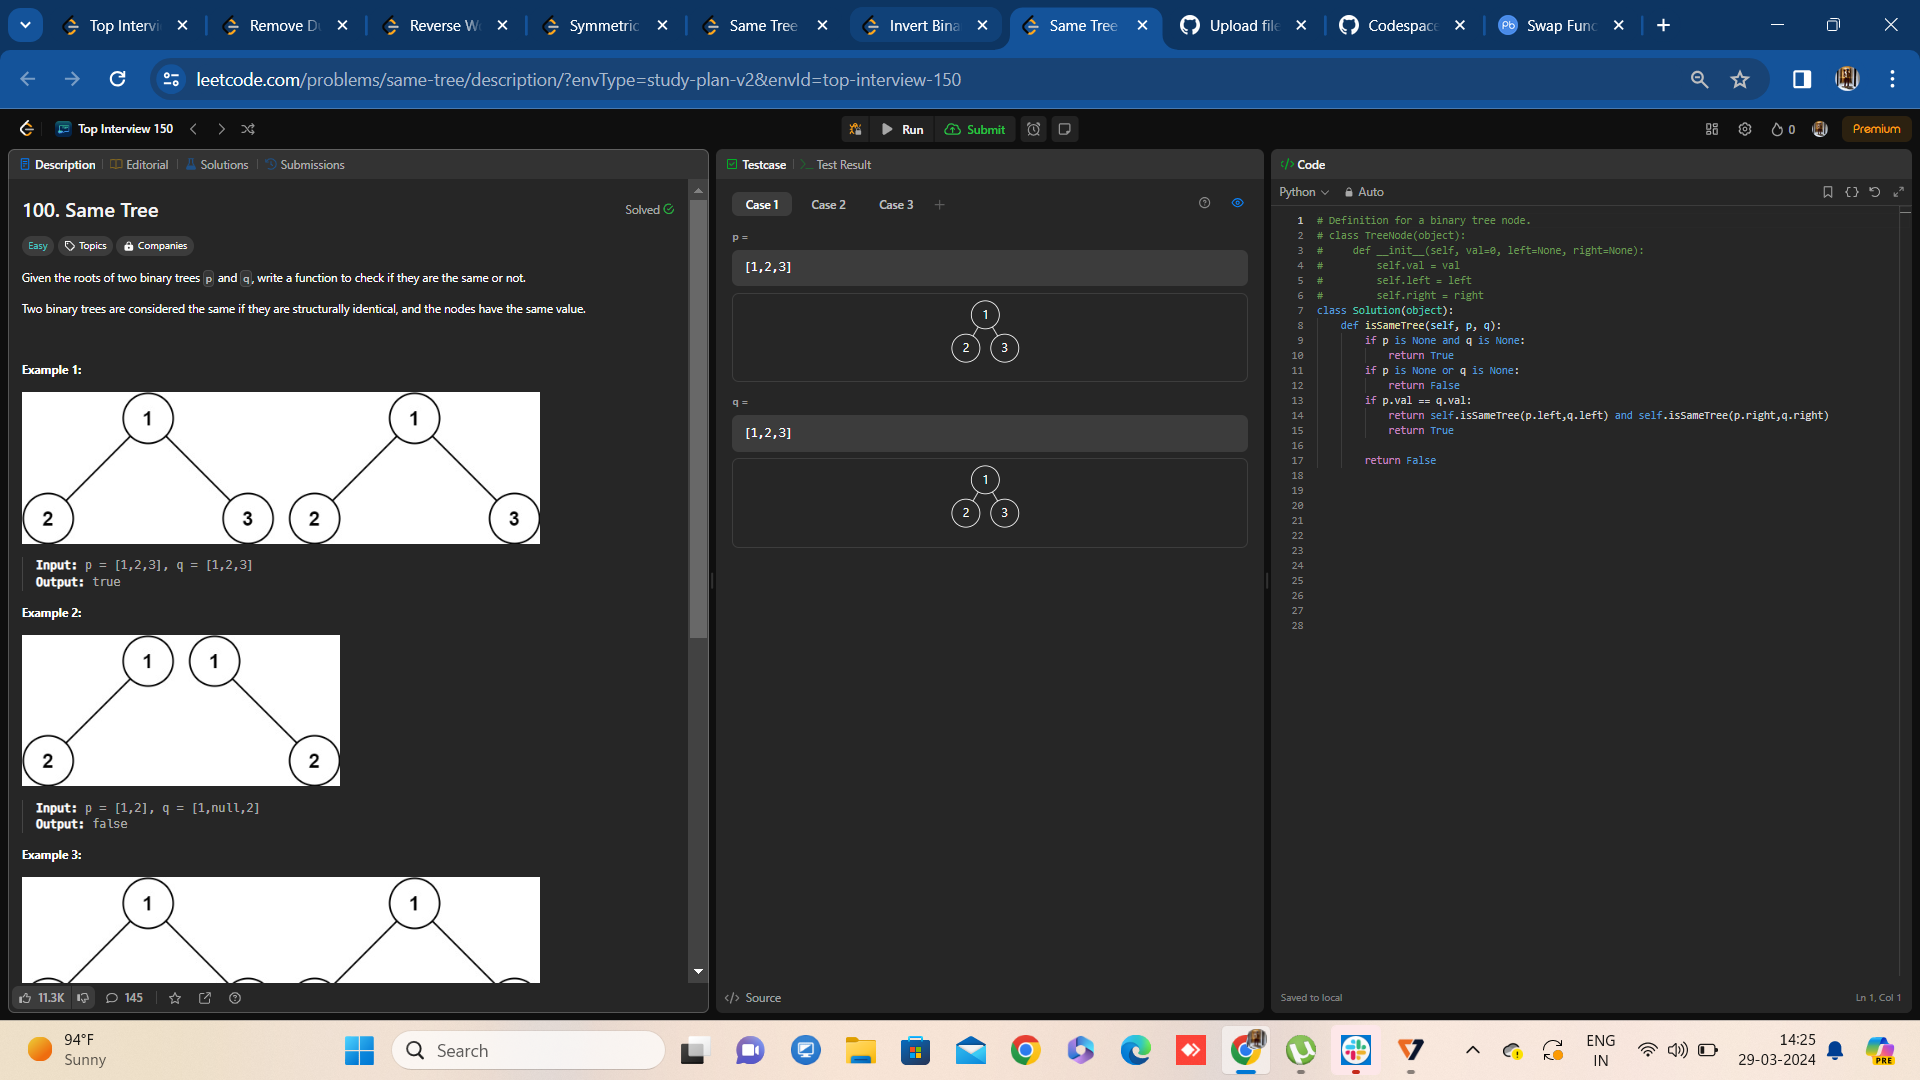 Top Intervi
Remove Du
Reverse Wo
Symmetric
Same Tree
Invert Bina
Same Tree
Upload file
Codespace
Swap Func
leetcode.com/problems/same-tree/description/?envType=study-plan-v2&envId=top-interview-150
Top Interview 150
Run
Submit
0
Premium
Description
Editorial
Solutions
Submissions
100. Same Tree
Solved
Easy
Topics
Companies
Given the roots of two binary trees p and q, write a function to check if they are the same or not.
Two binary trees are considered the same if they are structurally identical, and the nodes have the same value.
Example 1:
1 1
2 3 2 3
Input: p = [1,2,3], q = [1,2,3]
Output: true
Example 2:
1 1
2 2
Input: p = [1,2], q = [1,null,2]
Output: false
Example 3:
1 1
11.3K
145
Testcase
Test Result
Case 1
Case 2
Case 3
p =
[1,2,3]
1
2 3
q =
[1,2,3]
1
2 3
Source
Code
Python
Auto
1 # Definition for a binary tree node.
2 # class TreeNode(object):
3 #     def __init__(self, val=0, left=None, right=None):
4 #         self.val = val
5 #         self.left = left
6 #         self.right = right
7 class Solution(object):
8     def isSameTree(self, p, q):
9         if p is None and q is None:
10             return True
11         if p is None or q is None:
12             return False
13         if p.val == q.val:
14             return self.isSameTree(p.left,q.left) and self.isSameTree(p.right,q.right)
15             return True
16
17         return False
18
19
20
21
22
23
24
25
26
27
28
Saved to local
Ln 1, Col 1
94°F
Sunny
Search
ENG
IN
14:25
29-03-2024
PRE